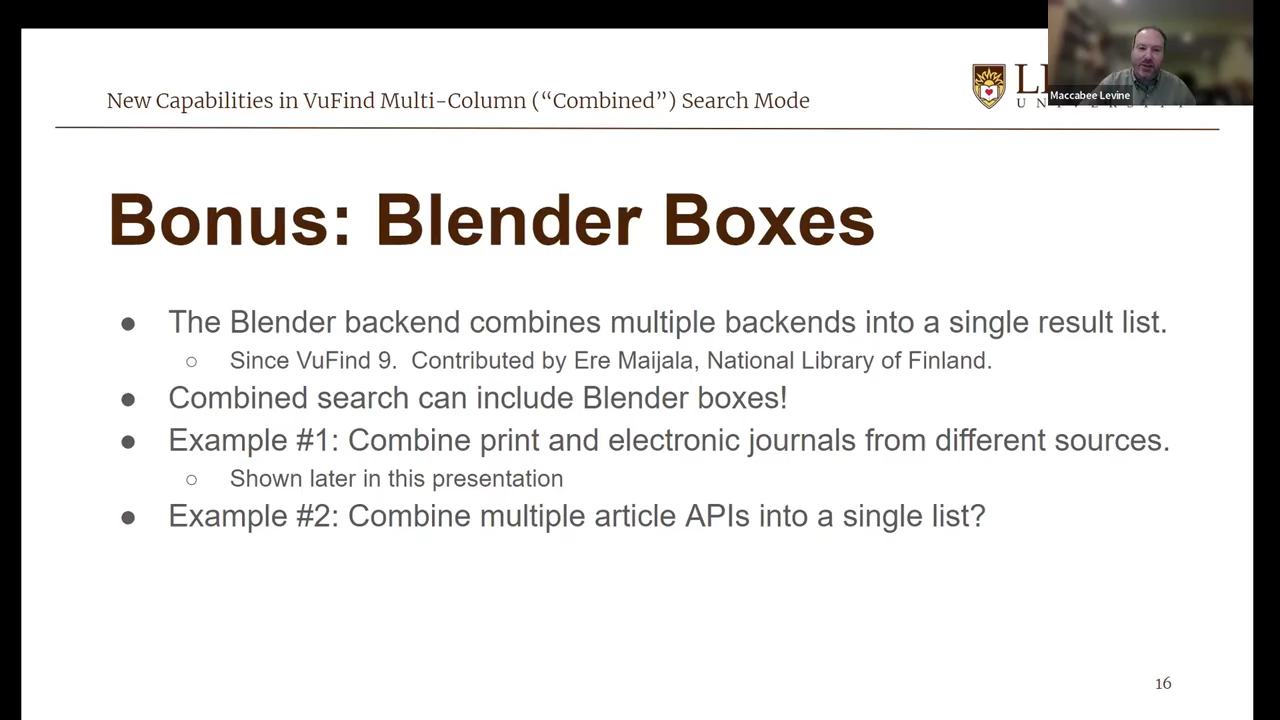 New Capabilities in VuFind Multi-Column (“Combined”) Search Mode
Maccabee Levine
Bonus: Blender Boxes
● The Blender backend combines multiple backends into a single result list.
○ Since VuFind 9. Contributed by Ere Maijala, National Library of Finland.
● Combined search can include Blender boxes!
● Example #1: Combine print and electronic journals from different sources.
○ Shown later in this presentation
● Example #2: Combine multiple article APIs into a single list?
16